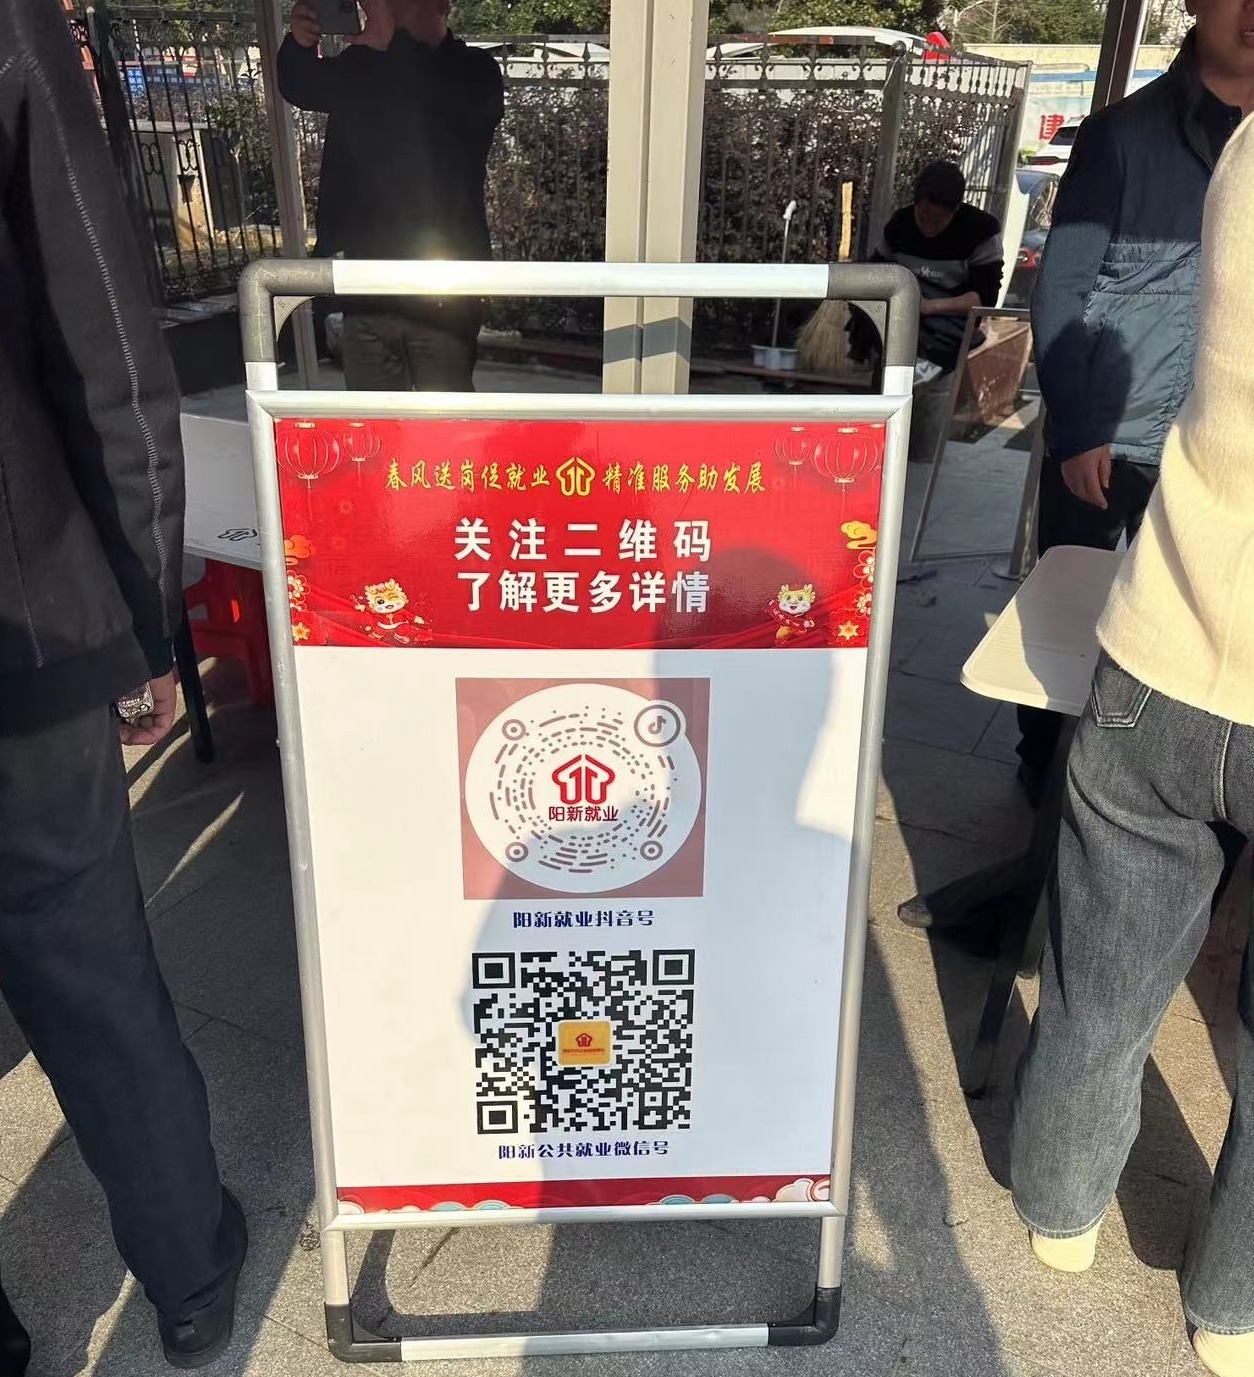 建
春风送岗促就业 精准服务助发展
关注二维码
了解更多详情
阳新就业
阳新就业抖音号
阳新公共就业微信号